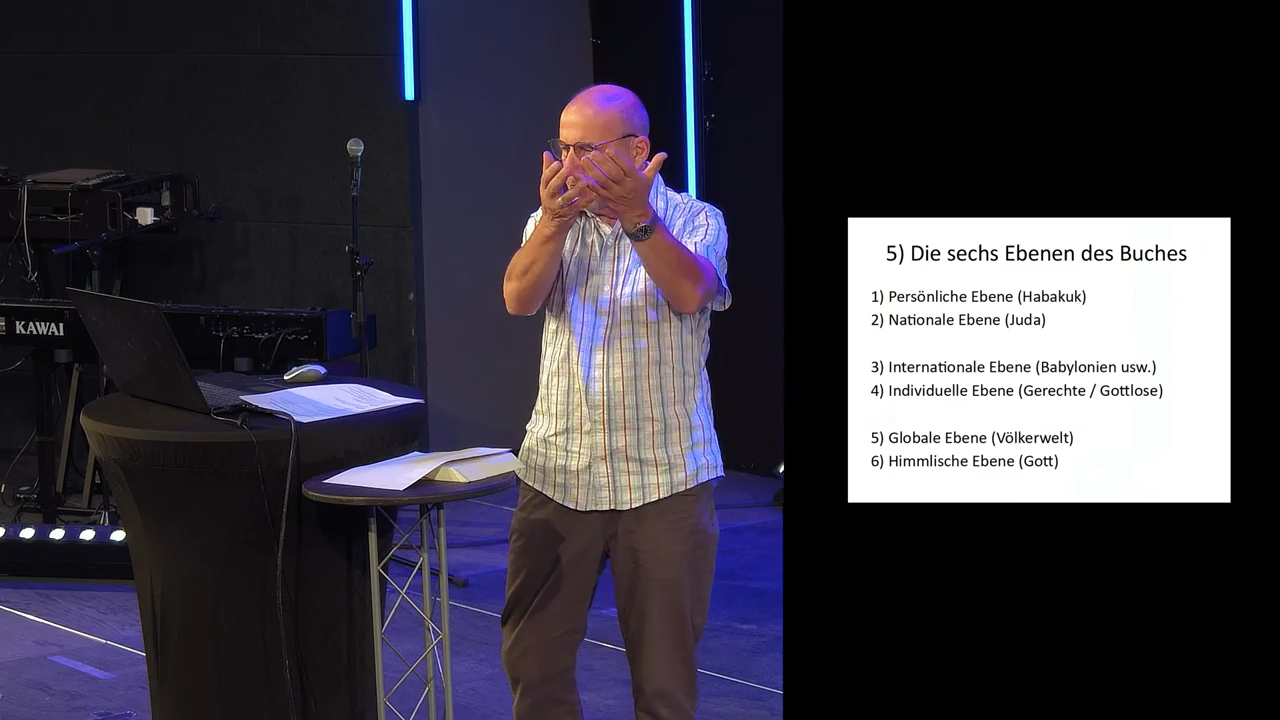 KAWAI
5) Die sechs Ebenen des Buches
1) Persönliche Ebene (Habakuk)
2) Nationale Ebene (Juda)
3) Internationale Ebene (Babylonien usw.)
4) Individuelle Ebene (Gerechte / Gottlose)
5) Globale Ebene (Völkerwelt)
6) Himmlische Ebene (Gott)